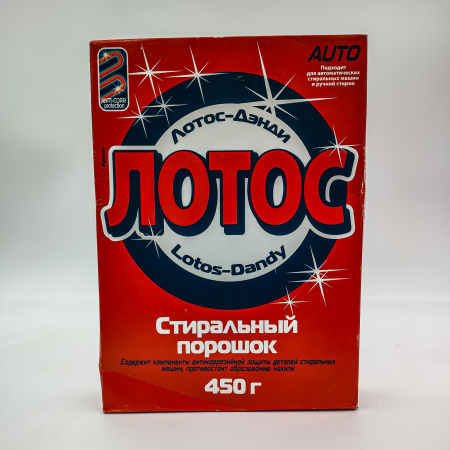 AUTO
Подходит
для автоматических
стиральных машин
и ручной стирки
ANTI-CORR
protection
Лотос-Дэнди
ЛОТОС
Lotos-Dandy
Стиральный
порошок
Содержит компоненты антикоррозийной защиты деталей стиральных
машин, противостоит образованию накипи
450 г